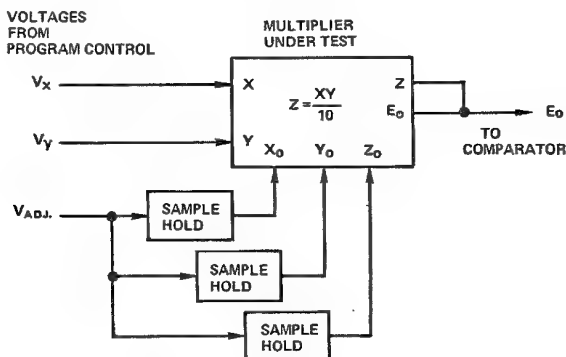 VOLTAGES
FROM
PROGRAM CONTROL
MULTIPLIER
UNDER TEST
Vx
X
Z = XY/10
Z
Eo
Eo
Vy
Y
Xo
Yo
Zo
TO
COMPARATOR
VADJ.
SAMPLE
HOLD
SAMPLE
HOLD
SAMPLE
HOLD